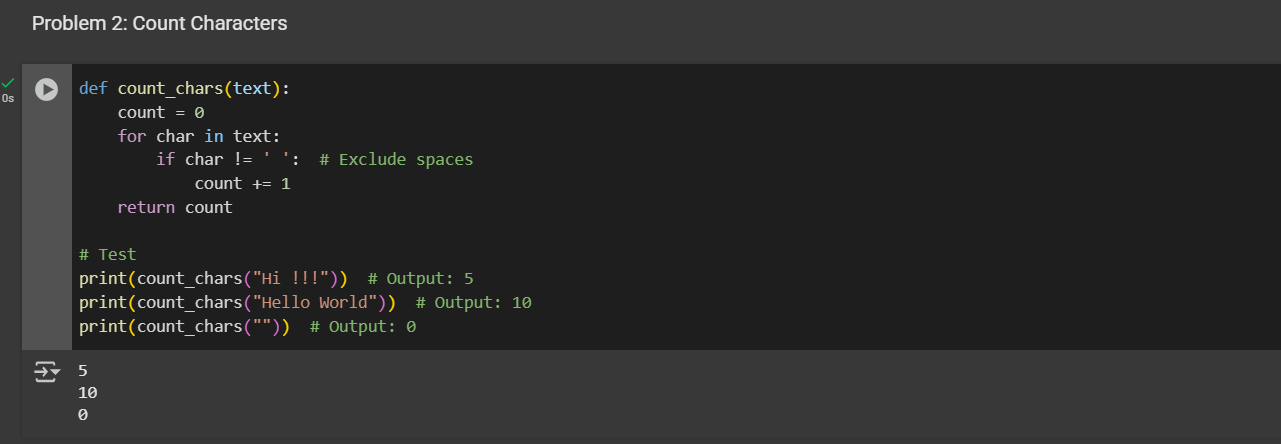 Problem 2: Count Characters
0s
def count_chars(text):
    count = 0
    for char in text:
        if char != ' ':  # Exclude spaces
            count += 1
    return count

# Test
print(count_chars("Hi !!!"))  # Output: 5
print(count_chars("Hello World"))  # Output: 10
print(count_chars(""))  # Output: 0
5
10
0